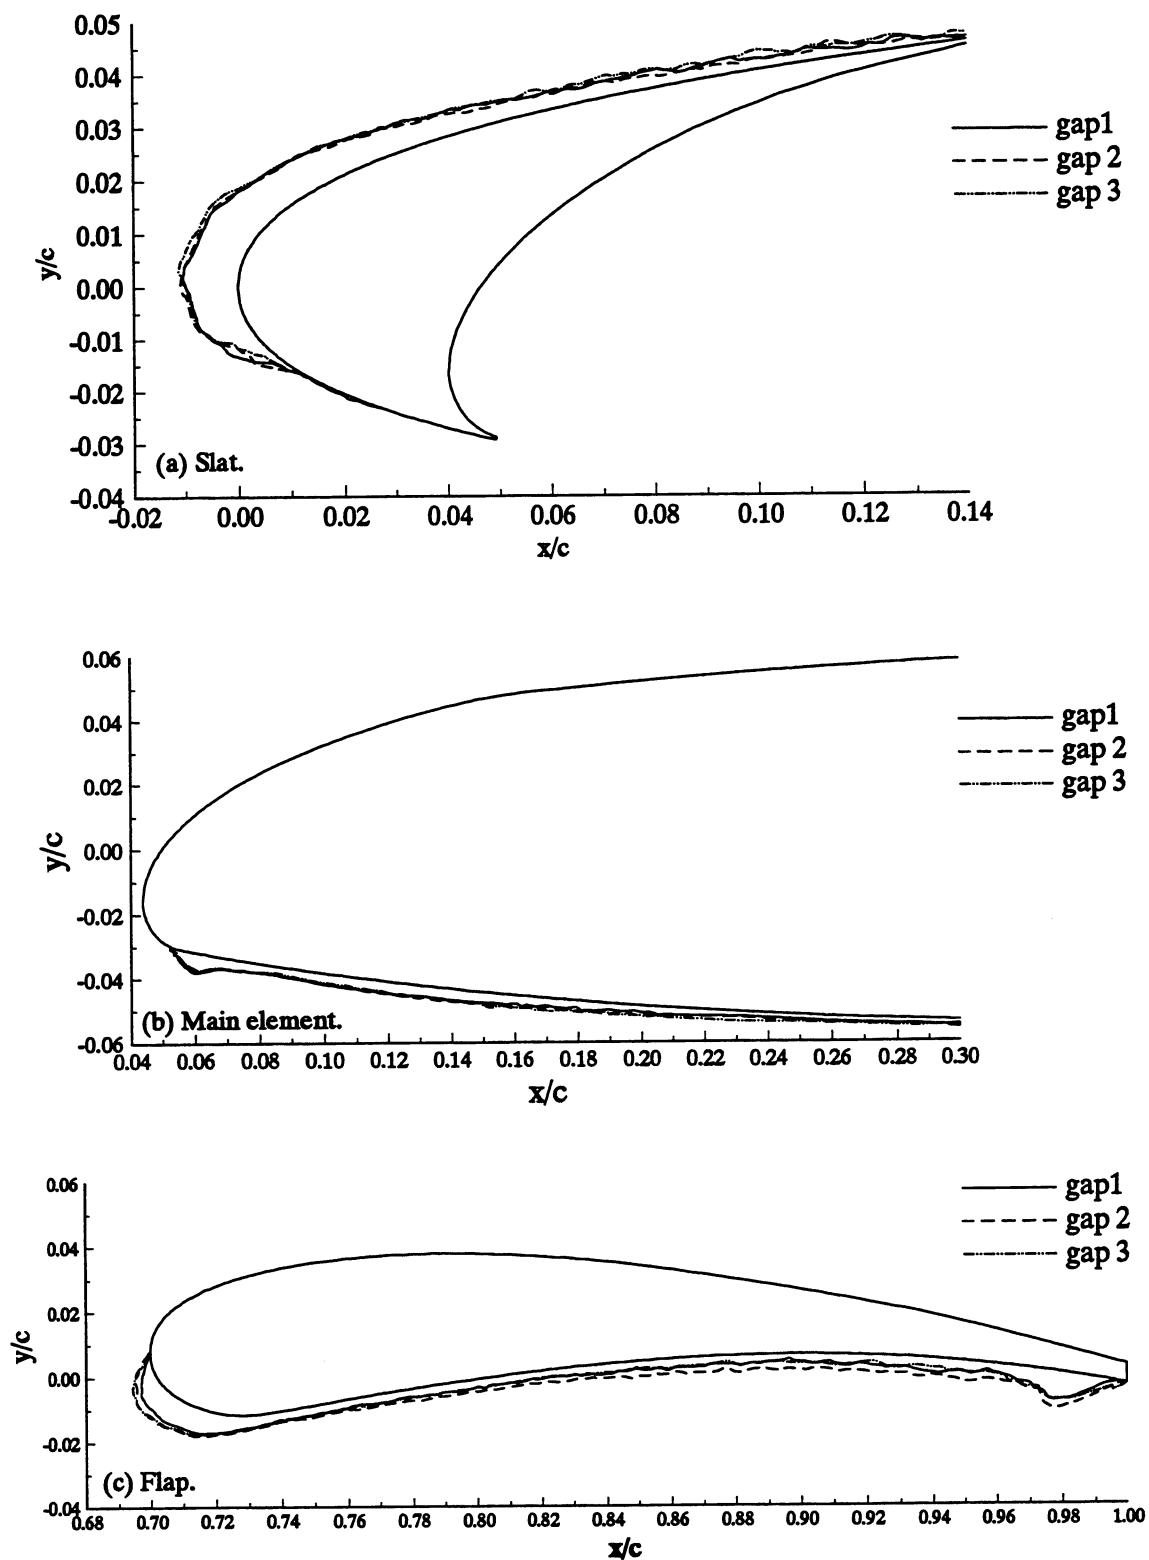 0.05
0.04
0.03
0.02
0.01
0.00
-0.01
-0.02
-0.03
-0.04
y/c
gap1
gap 2
gap 3
(a) Slat.
-0.02 0.00 0.02 0.04 0.06 0.08 0.10 0.12 0.14
x/c
0.06
0.04
0.02
0.00
-0.02
-0.04
-0.06
y/c
gap1
gap 2
gap 3
(b) Main element.
0.04 0.06 0.08 0.10 0.12 0.14 0.16 0.18 0.20 0.22 0.24 0.26 0.28 0.30
x/c
0.06
0.04
0.02
0.00
-0.02
-0.04
y/c
gap1
gap 2
gap 3
(c) Flap.
0.68 0.70 0.72 0.74 0.76 0.78 0.80 0.82 0.84 0.86 0.88 0.90 0.92 0.94 0.96 0.98 1.00
x/c